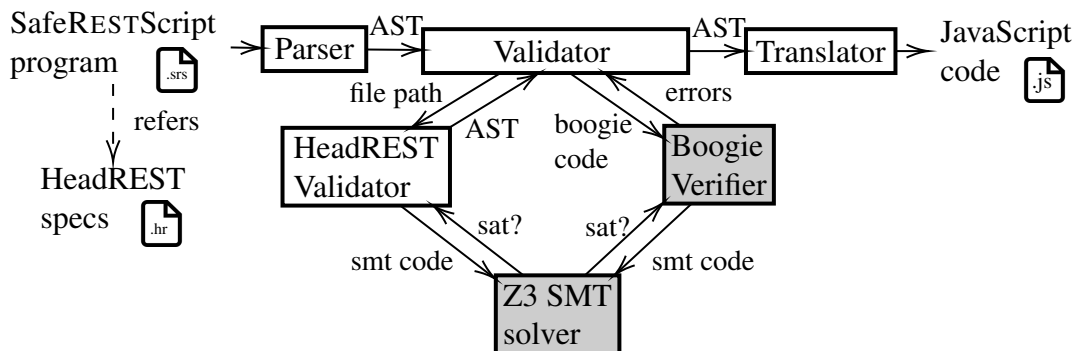 SafeRESTScript
program
.srs
Parser
AST
Validator
AST
Translator
JavaScript
code
.js
refers
file path
AST
boogie
code
errors
HeadREST
specs
.hr
HeadREST
Validator
Boogie
Verifier
sat?
smt code
sat?
smt code
Z3 SMT
solver